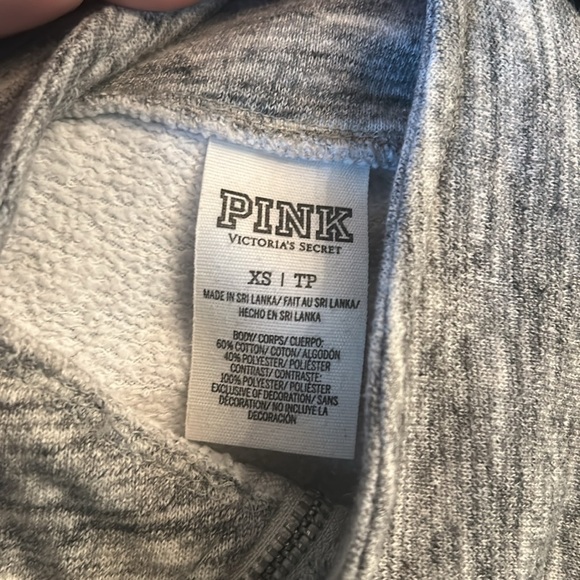 PINK
VICTORIA'S SECRET
XS | TP
MADE IN SRI LANKA/ FAIT AU SRI LANKA/
HECHO EN SRI LANKA
BODY/ CORPS/ CUERPO:
60% COTTON/ COTON/ ALGODÓN
40% POLYESTER/ POLIÉSTER
CONTRAST/ CONTRASTE:
100% POLYESTER/ POLIÉSTER
EXCLUSIVE OF DECORATION/ SANS
DÉCORATION/ NO INCLUYE LA
DECORACIÓN